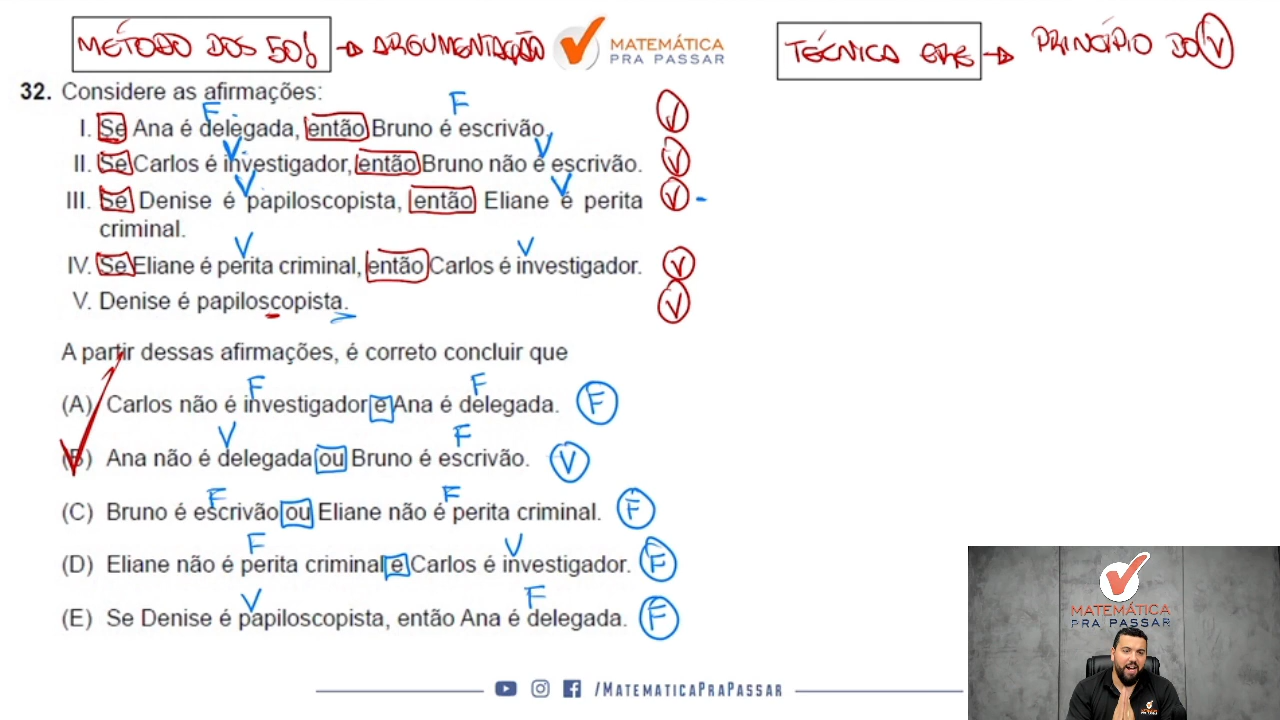 MÉTODO DOS 50! → ARGUMENTAÇÃO
MATEMÁTICA
PRA PASSAR
TÉCNICA → PRINCÍPIO DO V
32. Considere as afirmações:
F F
I. Se Ana é delegada, então Bruno é escrivão. V
V V
II. Se Carlos é investigador, então Bruno não é escrivão. V
V V
III. Se Denise é papiloscopista, então Eliane é perita V
criminal.
V V
IV. Se Eliane é perita criminal, então Carlos é investigador. V
V. Denise é papiloscopista. V
A partir dessas afirmações, é correto concluir que
F F
(A) Carlos não é investigador e Ana é delegada. F
V F
(B) Ana não é delegada ou Bruno é escrivão. V
F F
(C) Bruno é escrivão ou Eliane não é perita criminal. F
F V
(D) Eliane não é perita criminal e Carlos é investigador. F
V F
(E) Se Denise é papiloscopista, então Ana é delegada. F
MATEMÁTICA
PRA PASSAR
/MATEMATICAPRAPASSAR